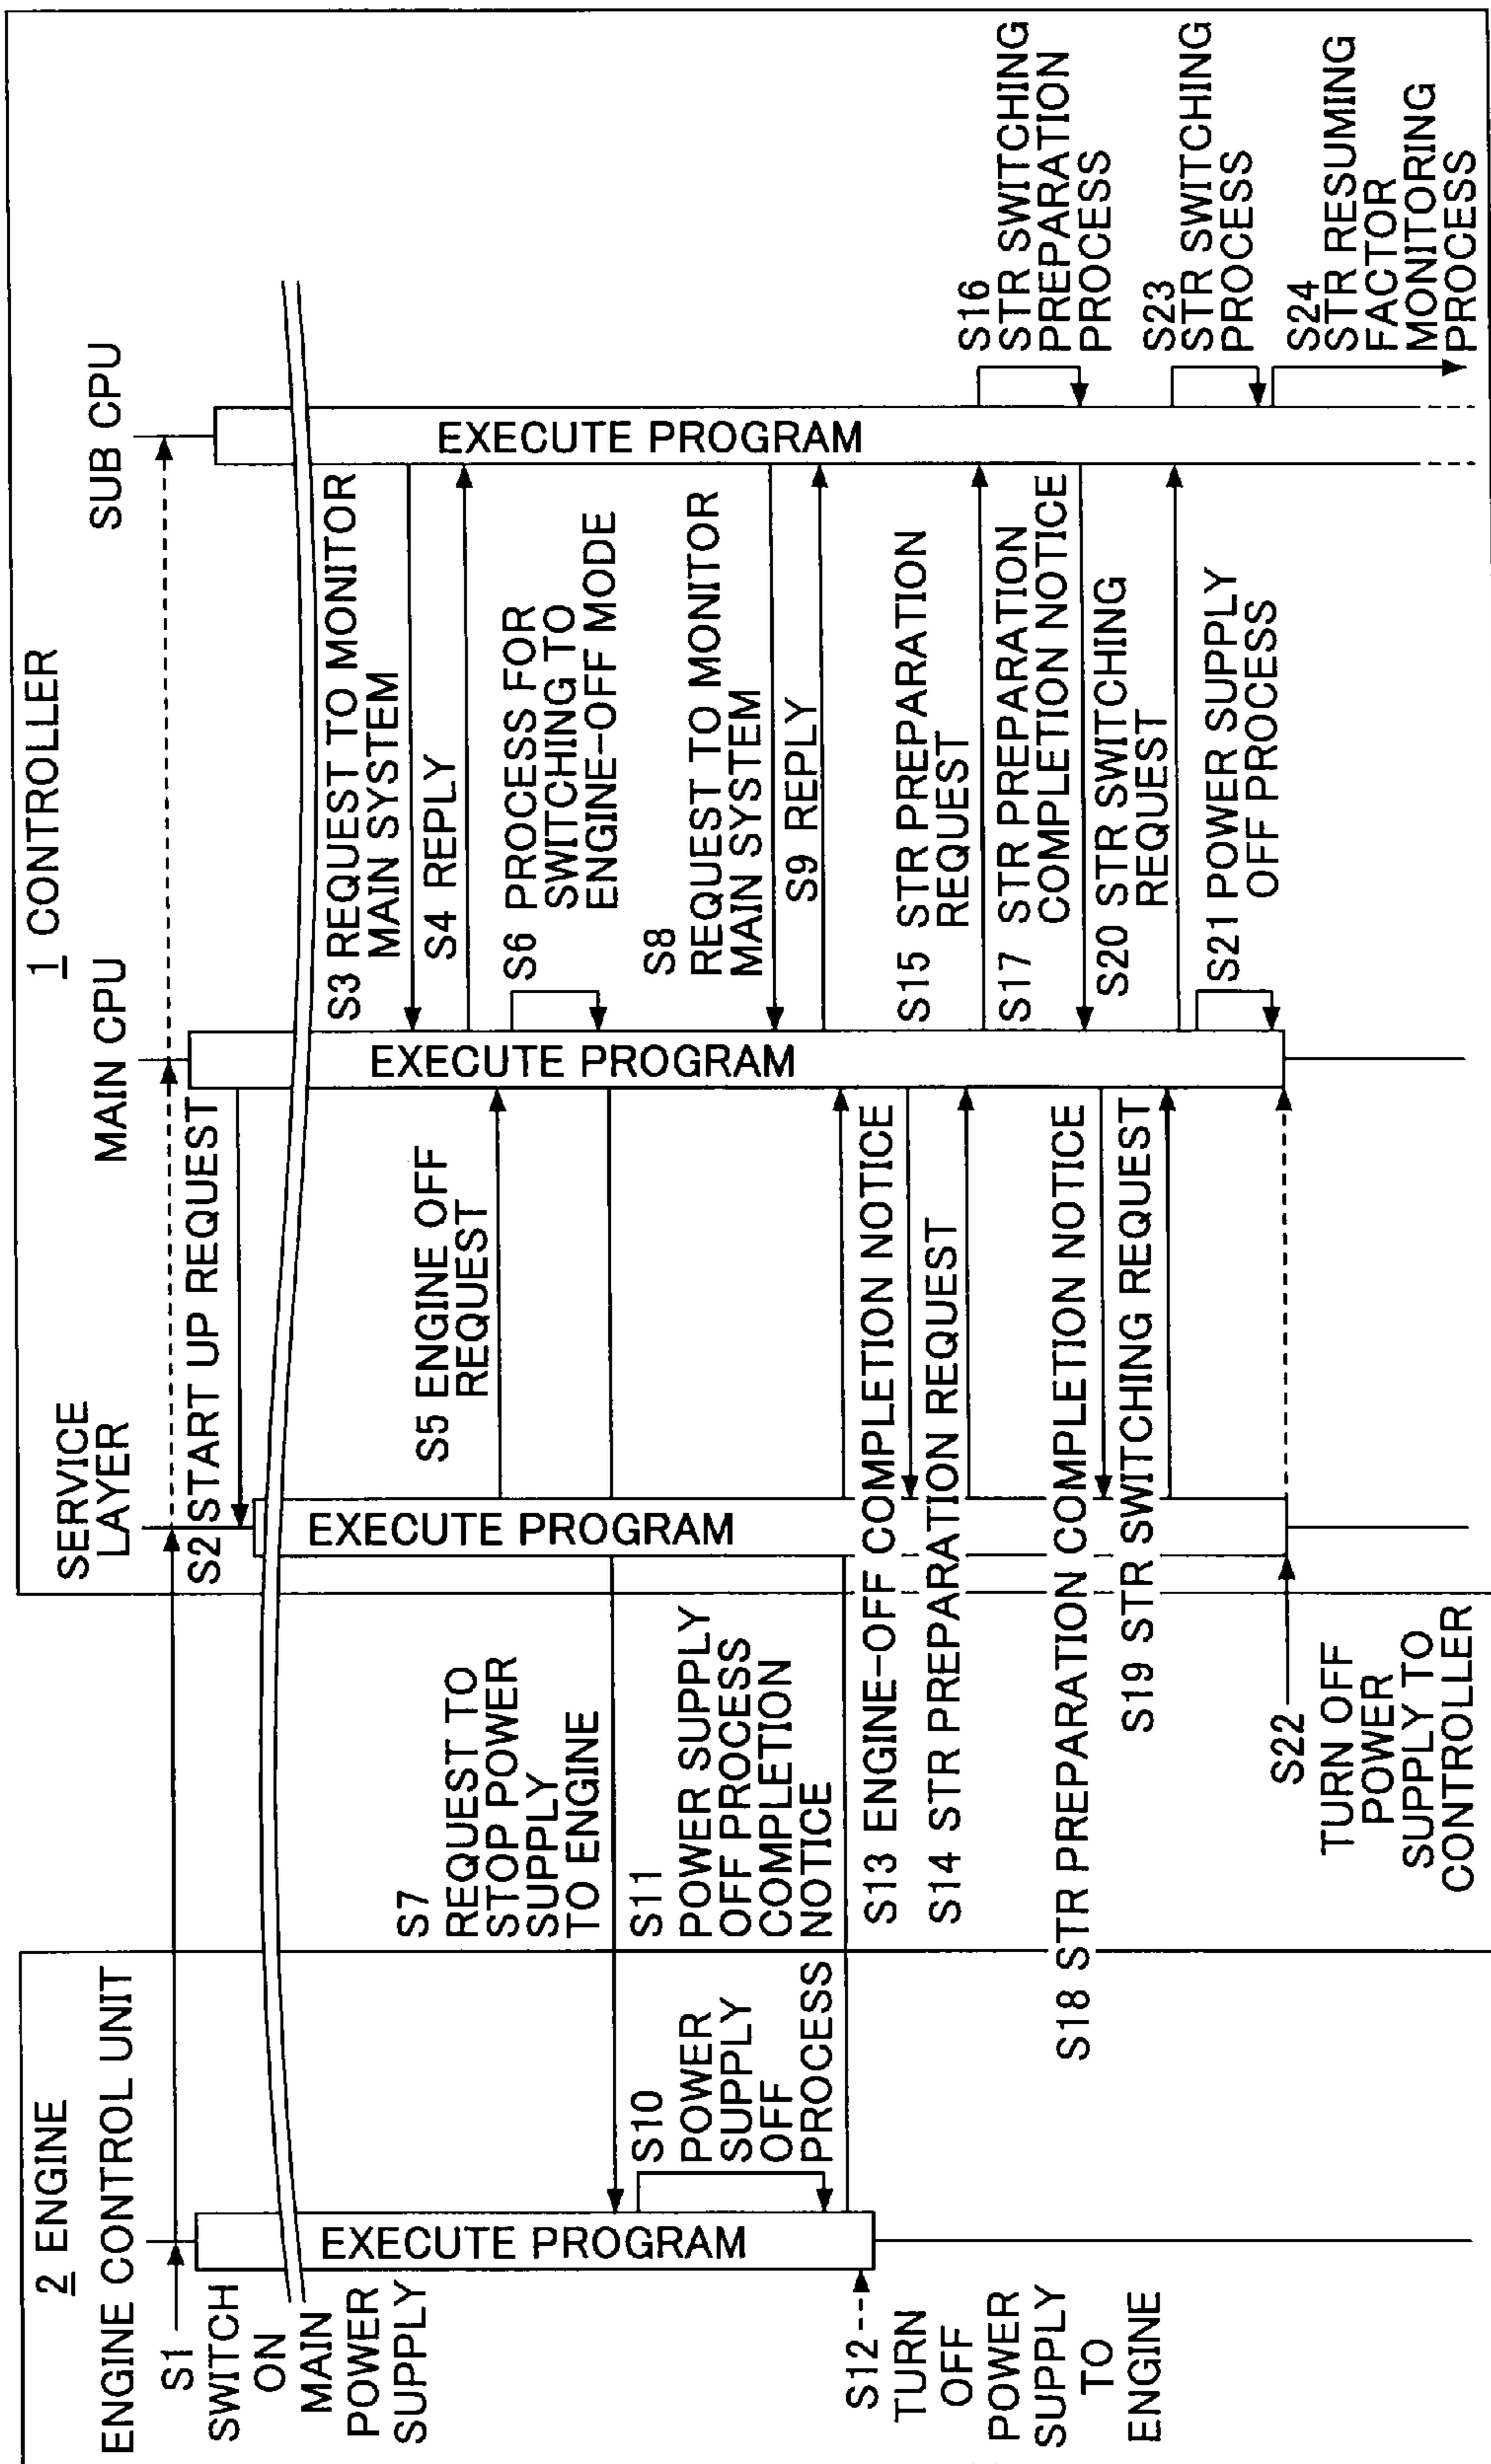 2 ENGINE
ENGINE CONTROL UNIT
1 CONTROLLER
SERVICE
LAYER
MAIN CPU
SUB CPU
S1
SWITCH
ON
MAIN
POWER
SUPPLY
S2 START UP REQUEST
EXECUTE PROGRAM
EXECUTE PROGRAM
EXECUTE PROGRAM
EXECUTE PROGRAM
S3 REQUEST TO MONITOR
MAIN SYSTEM
S4 REPLY
S5 ENGINE OFF
REQUEST
S6 PROCESS FOR
SWITCHING TO
ENGINE-OFF MODE
S7
REQUEST TO
STOP POWER
SUPPLY
TO ENGINE
S8
REQUEST TO MONITOR
MAIN SYSTEM
S9 REPLY
S10
POWER
SUPPLY
OFF
PROCESS
S11
POWER SUPPLY
OFF PROCESS
COMPLETION
NOTICE
S12
TURN
OFF
POWER
SUPPLY
TO
ENGINE
S13 ENGINE-OFF COMPLETION NOTICE
S14 STR PREPARATION REQUEST
S15 STR PREPARATION
REQUEST
S16
STR SWITCHING
PREPARATION
PROCESS
S17 STR PREPARATION
COMPLETION NOTICE
S18 STR PREPARATION COMPLETION NOTICE
S19 STR SWITCHING REQUEST
S20 STR SWITCHING
REQUEST
S21 POWER SUPPLY
OFF PROCESS
S22
TURN OFF
POWER
SUPPLY TO
CONTROLLER
S23
STR SWITCHING
PROCESS
S24
STR RESUMING
FACTOR
MONITORING
PROCESS